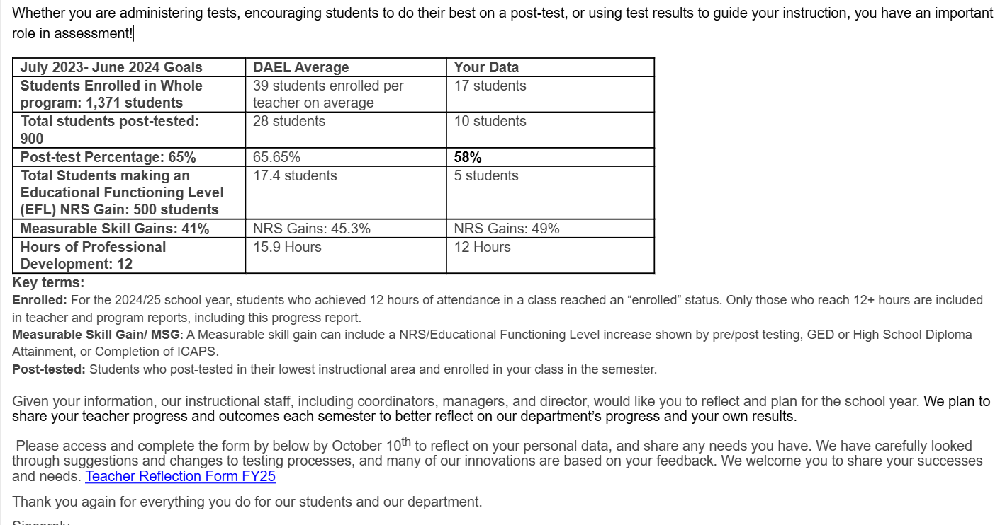 Whether you are administering tests, encouraging students to do their best on a post-test, or using test results to guide your instruction, you have an important
role in assessment!
July 2023- June 2024 Goals
DAEL Average
Your Data
Students Enrolled in Whole
program: 1,371 students
39 students enrolled per
teacher on average
17 students
Total students post-tested:
900
28 students
10 students
Post-test Percentage: 65%
65.65%
58%
Total Students making an
Educational Functioning Level
(EFL) NRS Gain: 500 students
17.4 students
5 students
Measurable Skill Gains: 41%
NRS Gains: 45.3%
NRS Gains: 49%
Hours of Professional
Development: 12
15.9 Hours
12 Hours
Key terms:
Enrolled: For the 2024/25 school year, students who achieved 12 hours of attendance in a class reached an “enrolled” status. Only those who reach 12+ hours are included
in teacher and program reports, including this progress report.
Measurable Skill Gain/ MSG: A Measurable skill gain can include a NRS/Educational Functioning Level increase shown by pre/post testing, GED or High School Diploma
Attainment, or Completion of ICAPS.
Post-tested: Students who post-tested in their lowest instructional area and enrolled in your class in the semester.
Given your information, our instructional staff, including coordinators, managers, and director, would like you to reflect and plan for the school year. We plan to
share your teacher progress and outcomes each semester to better reflect on our department’s progress and your own results.
Please access and complete the form by below by October 10th to reflect on your personal data, and share any needs you have. We have carefully looked
through suggestions and changes to testing processes, and many of our innovations are based on your feedback. We welcome you to share your successes
and needs. Teacher Reflection Form FY25
Thank you again for everything you do for our students and our department.